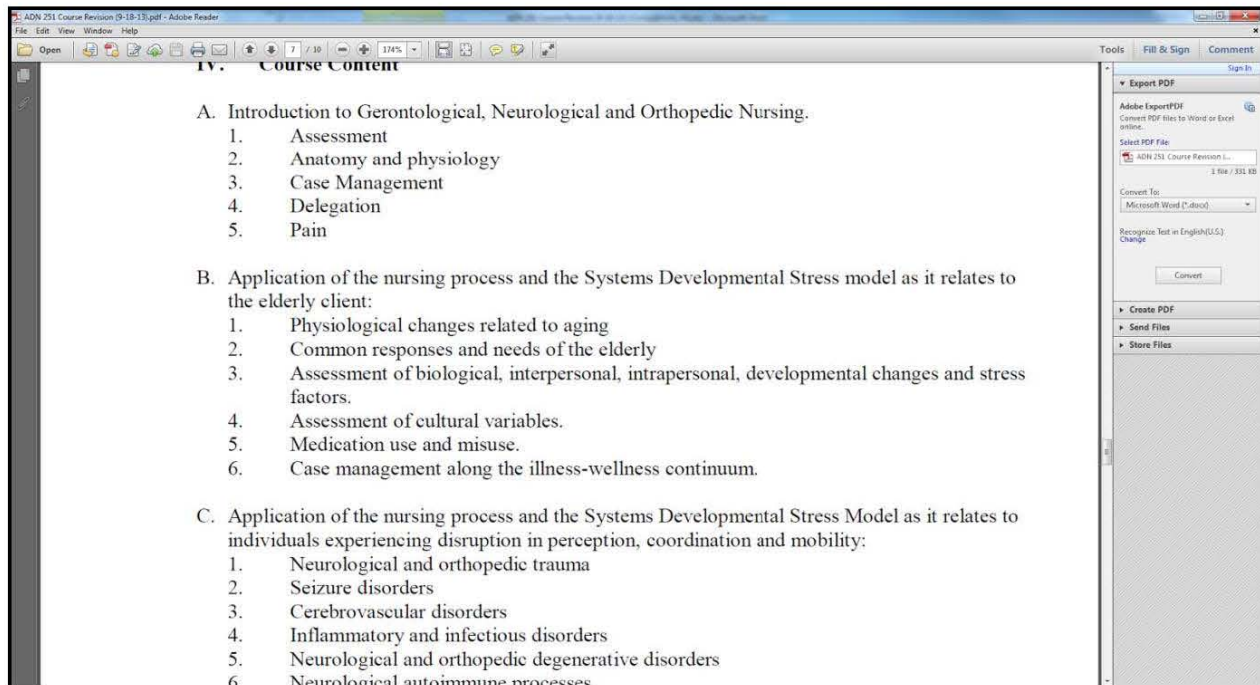 ADN 251 Course Revision (9-18-13).pdf - Adobe Reader
File Edit View Window Help
Open 7 / 10 174% Tools Fill & Sign Comment
Sign In
IV. Course Content
A. Introduction to Gerontological, Neurological and Orthopedic Nursing.
1. Assessment
2. Anatomy and physiology
3. Case Management
4. Delegation
5. Pain
B. Application of the nursing process and the Systems Developmental Stress model as it relates to
the elderly client:
1. Physiological changes related to aging
2. Common responses and needs of the elderly
3. Assessment of biological, interpersonal, intrapersonal, developmental changes and stress
factors.
4. Assessment of cultural variables.
5. Medication use and misuse.
6. Case management along the illness-wellness continuum.
C. Application of the nursing process and the Systems Developmental Stress Model as it relates to
individuals experiencing disruption in perception, coordination and mobility:
1. Neurological and orthopedic trauma
2. Seizure disorders
3. Cerebrovascular disorders
4. Inflammatory and infectious disorders
5. Neurological and orthopedic degenerative disorders
6. Neurological autoimmune processes
Export PDF
Adobe ExportPDF
Convert PDF files to Word or Excel
online.
Select PDF File:
ADN 251 Course Revision (...
1 file / 331 KB
Convert To:
Microsoft Word (*.docx)
Recognize Text in English(U.S.)
Change
Convert
Create PDF
Send Files
Store Files